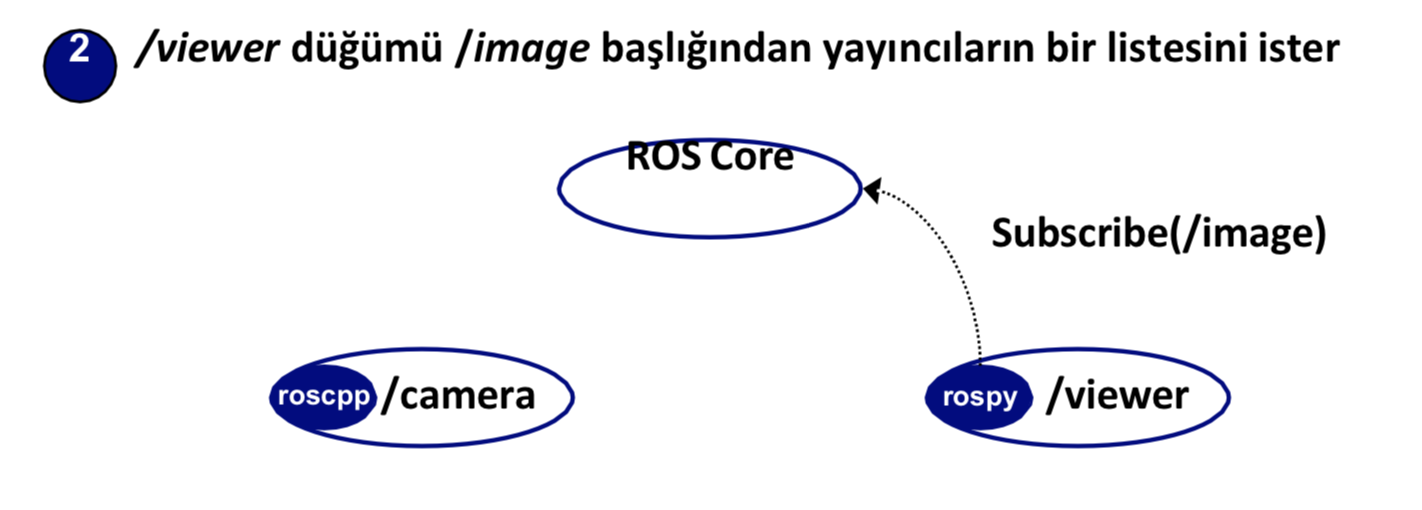 2 /viewer düğümü /image başlığından yayıncıların bir listesini ister
ROS Core
Subscribe(/image)
roscpp /camera
rospy /viewer